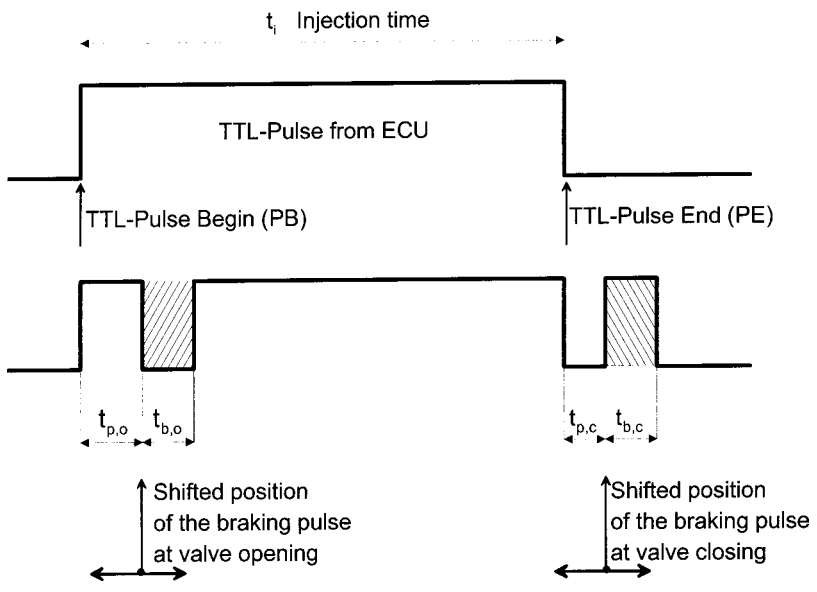 t_i Injection time
TTL-Pulse from ECU
TTL-Pulse Begin (PB)
TTL-Pulse End (PE)
t_p,o t_b,o
t_p,c t_b,c
Shifted position
of the braking pulse
at valve opening
Shifted position
of the braking pulse
at valve closing